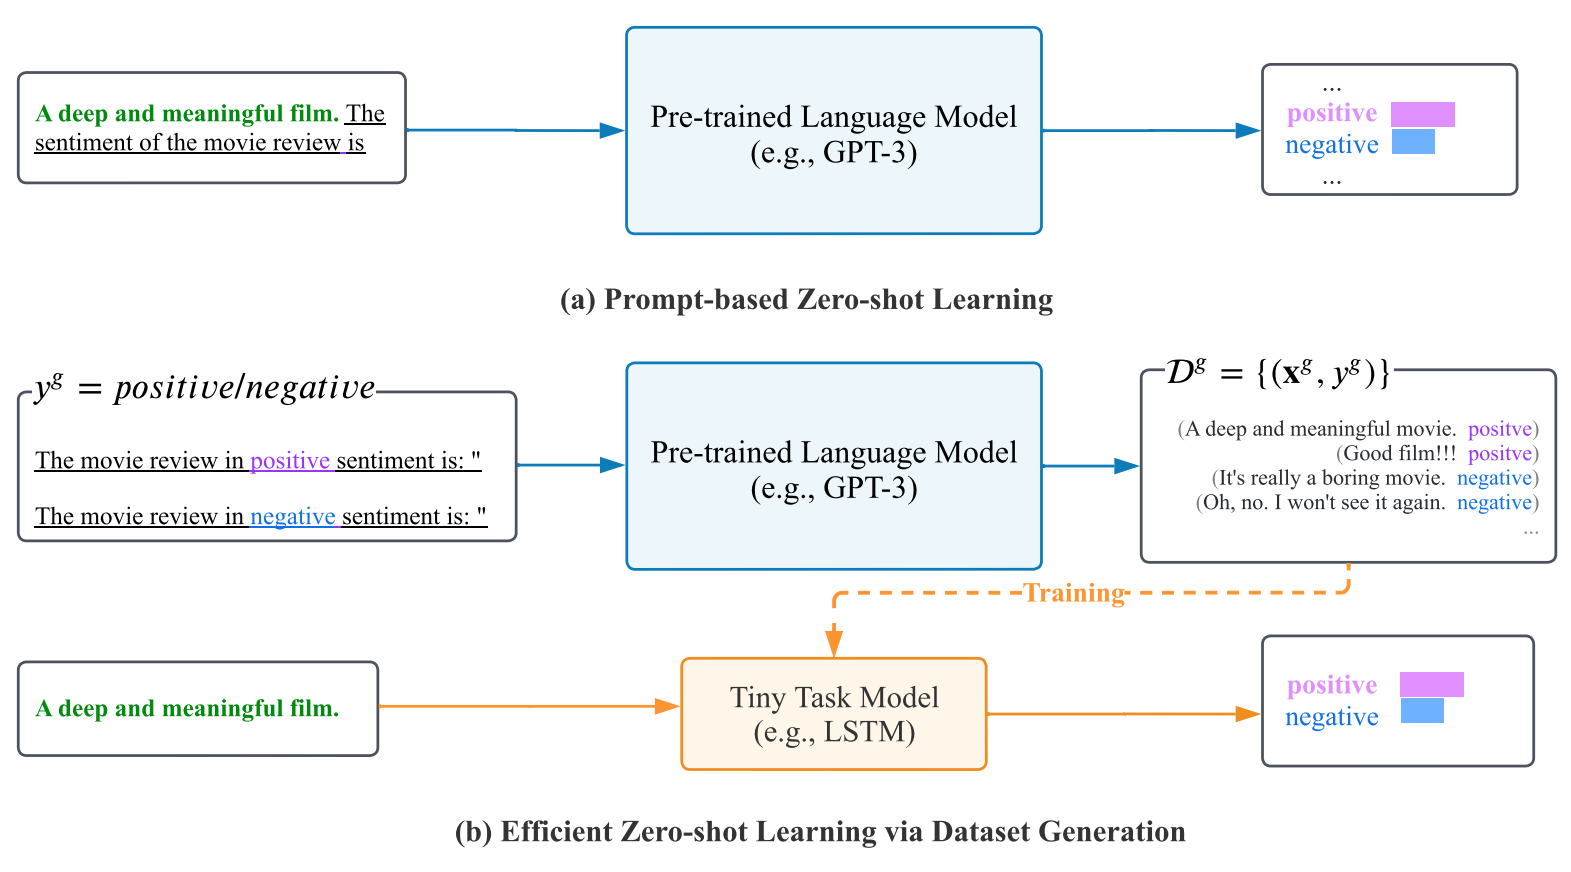 A deep and meaningful film. The
sentiment of the movie review is
Pre-trained Language Model
(e.g., GPT-3)
...
positive
negative
...
(a) Prompt-based Zero-shot Learning
y^g = positive/negative
The movie review in positive sentiment is: "
The movie review in negative sentiment is: "
Pre-trained Language Model
(e.g., GPT-3)
𝒟^g = {(x^g, y^g)}
(A deep and meaningful movie. positve)
(Good film!!! positve)
(It's really a boring movie. negative)
(Oh, no. I won't see it again. negative)
...
Training
A deep and meaningful film.
Tiny Task Model
(e.g., LSTM)
positive
negative
(b) Efficient Zero-shot Learning via Dataset Generation